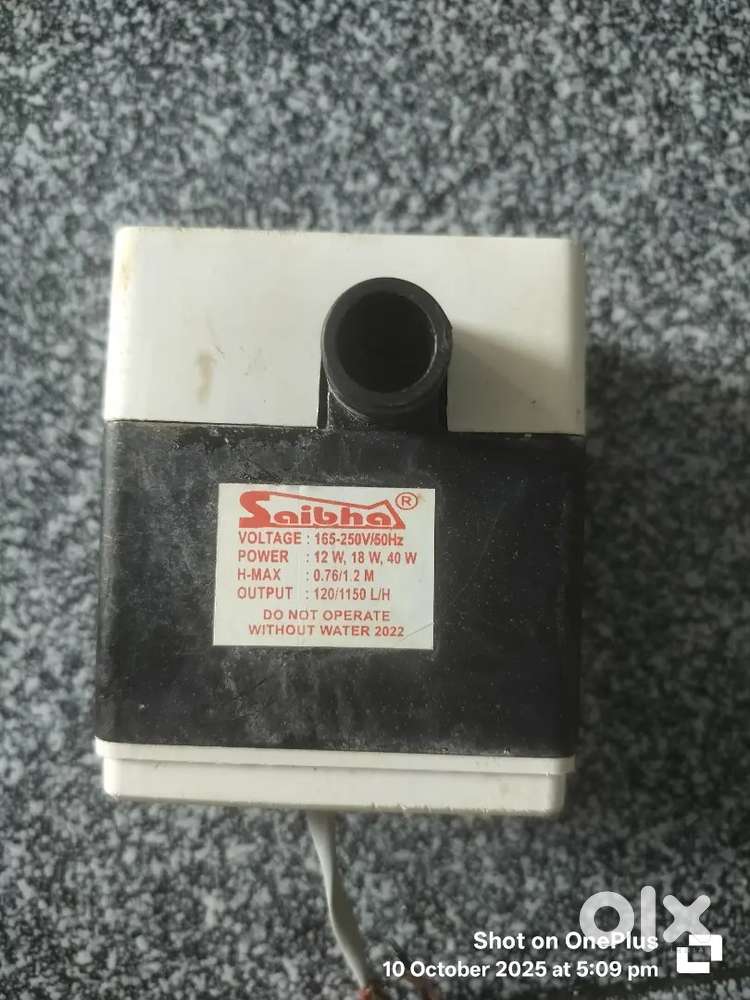 Saibha ®
VOLTAGE : 165-250V/50Hz
POWER : 12 W, 18 W, 40 W
H-MAX : 0.76/1.2 M
OUTPUT : 120/1150 L/H
DO NOT OPERATE
WITHOUT WATER 2022
olx
Shot on OnePlus
10 October 2025 at 5:09 pm